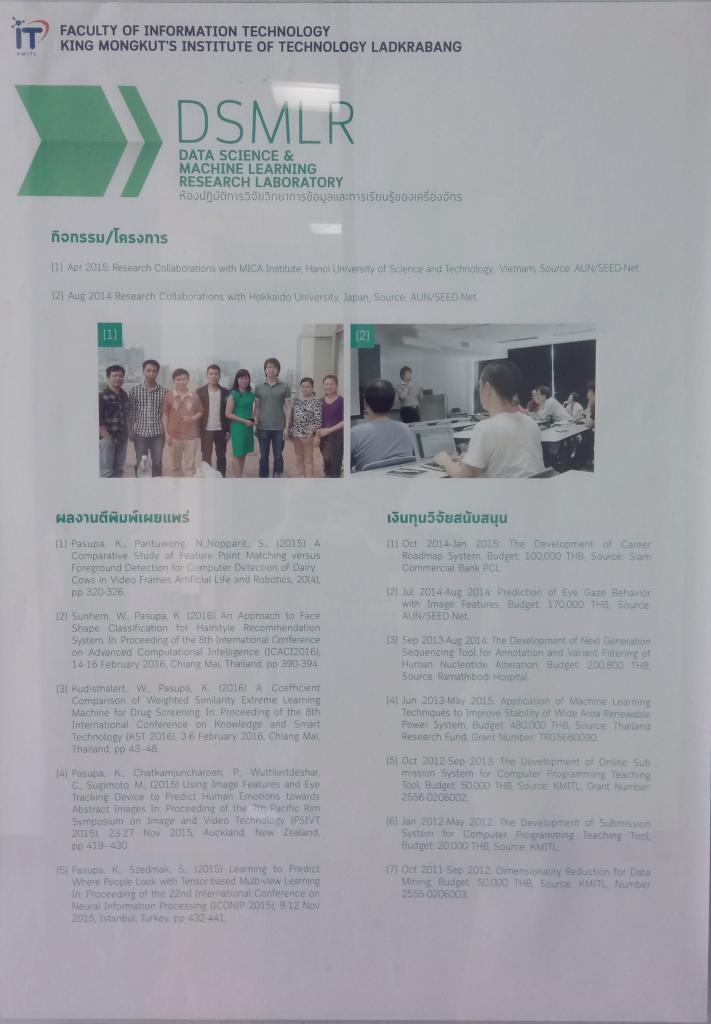 iT
KMITL
FACULTY OF INFORMATION TECHNOLOGY
KING MONGKUT'S INSTITUTE OF TECHNOLOGY LADKRABANG
DSMLR
DATA SCIENCE &
MACHINE LEARNING
RESEARCH LABORATORY
ห้องปฏิบัติการวิจัยวิทยาการข้อมูลและการเรียนรู้ของเครื่องจักร
กิจกรรม/โครงการ
[1] Apr 2015: Research Collaborations with MICA Institute, Hanoi University of Science and Technology, Vietnam, Source: AUN/SEED-Net.
[2] Aug 2014 Research Collaborations with Hokkaido University, Japan, Source: AUN/SEED-Net.
[1]
[2]
ผลงานตีพิมพ์เผยแพร่
[1] Pasupa, K., Pantuwong, N.,Nopparit, S., (2015) A
Comparative Study of Feature Point Matching versus
Foreground Detection for Computer Detection of Dairy
Cows in Video Frames Artificial Life and Robotics, 20(4),
pp 320-326.
[2] Sunhem, W., Pasupa, K. (2016) An Approach to Face
Shape Classification for Hairstyle Recommendation
System. In: Proceeding of the 8th International Conference
on Advanced Computational Intelligence (ICACI2016),
14-16 February 2016, Chiang Mai, Thailand, pp 390-394.
[3] Kudisthalert, W., Pasupa, K. (2016) A Coefficient
Comparison of Weighted Similarity Extreme Learning
Machine for Drug Screening. In: Proceeding of the 8th
International Conference on Knowledge and Smart
Technology (KST 2016), 3-6 February 2016, Chiang Mai,
Thailand, pp 43--48.
[4] Pasupa, K., Chatkamjuncharoen, P., Wuttilertdeshar,
C., Sugimoto, M., (2015) Using Image Features and Eye
Tracking Device to Predict Human Emotions towards
Abstract Images In: Proceeding of the 7th Pacific Rim
Symposium on Image and Video Technology (PSIVT
2015), 23-27 Nov 2015, Auckland, New Zealand,
pp 419--430
[5] Pasupa, K., Szedmak, S., (2015) Learning to Predict
Where People Look with Tensor-based Multi-view Learning
In: Proceeding of the 22nd International Conference on
Neural Information Processing (ICONIP 2015), 9-12 Nov
2015, Istanbul, Turkey, pp 432-441.
เงินทุนวิจัยสนับสนุน
[1] Oct 2014-Jan 2015: The Development of Career
Roadmap System, Budget: 100,000 THB, Source: Siam
Commercial Bank PCL.
[2] Jul 2014-Aug 2014: Prediction of Eye Gaze Behavior
with Image Features, Budget: 170,000 THB, Source:
AUN/SEED-Net.
[3] Sep 2013-Aug 2014: The Development of Next Generation
Sequencing Tool for Annotation and Variant Filtering of
Human Nucleotide Alteration, Budget: 200,800 THB,
Source: Ramathibodi Hospital.
[4] Jun 2013-May 2015: Application of Machine Learning
Techniques to Improve Stability of Wide Area Renewable
Power System, Budget: 480,000 THB, Source: Thailand
Research Fund, Grant Number: TRG5680090
[5] Oct 2012-Sep 2013: The Development of Online Sub
mission System for Computer Programming Teaching
Tool, Budget: 50,000 THB, Source: KMITL, Grant Number:
2556-0206002.
[6] Jan 2012-May 2012: The Development of Submission
System for Computer Programming Teaching Tool,
Budget: 20,000 THB, Source: KMITL.
[7] Oct 2011-Sep 2012: Dimensionality Reduction for Data
Mining, Budget: 50,000 THB, Source: KMITL, Number
2555-0206003.